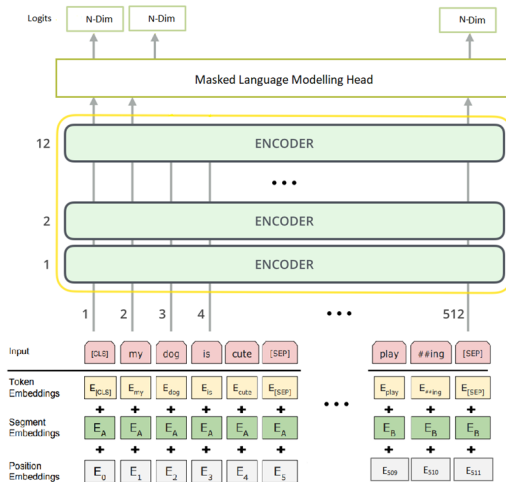 Logits N-Dim N-Dim N-Dim
Masked Language Modelling Head
12 ENCODER
•••
2 ENCODER
1 ENCODER
1 2 3 4 ••• 512
Input [CLS] my dog is cute [SEP] play ##ing [SEP]
Token Embeddings E[CLS] Emy Edog Eis Ecute E[SEP] ••• Eplay E##ing E[SEP]
+ + + + + + + + +
Segment Embeddings EA EA EA EA EA EA EB EB EB
+ + + + + + + + +
Position Embeddings E0 E1 E2 E3 E4 E5 E509 E510 E511